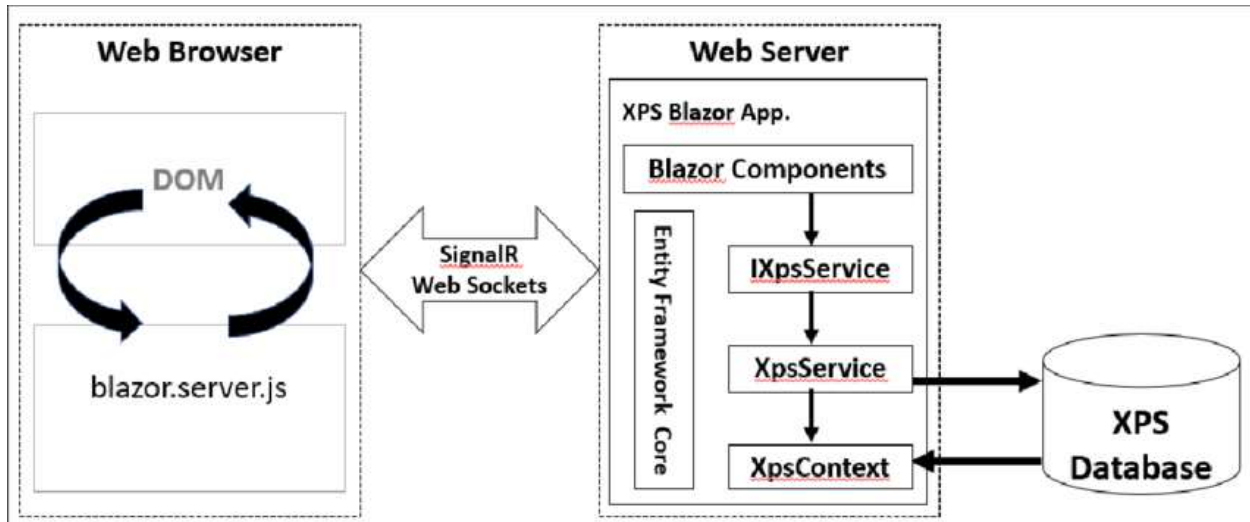 Web Browser
DOM
blazor.server.js
SignalR
Web Sockets
Web Server
XPS Blazor App.
Blazor Components
Entity Framework Core
IXpsService
XpsService
XpsContext
XPS
Database